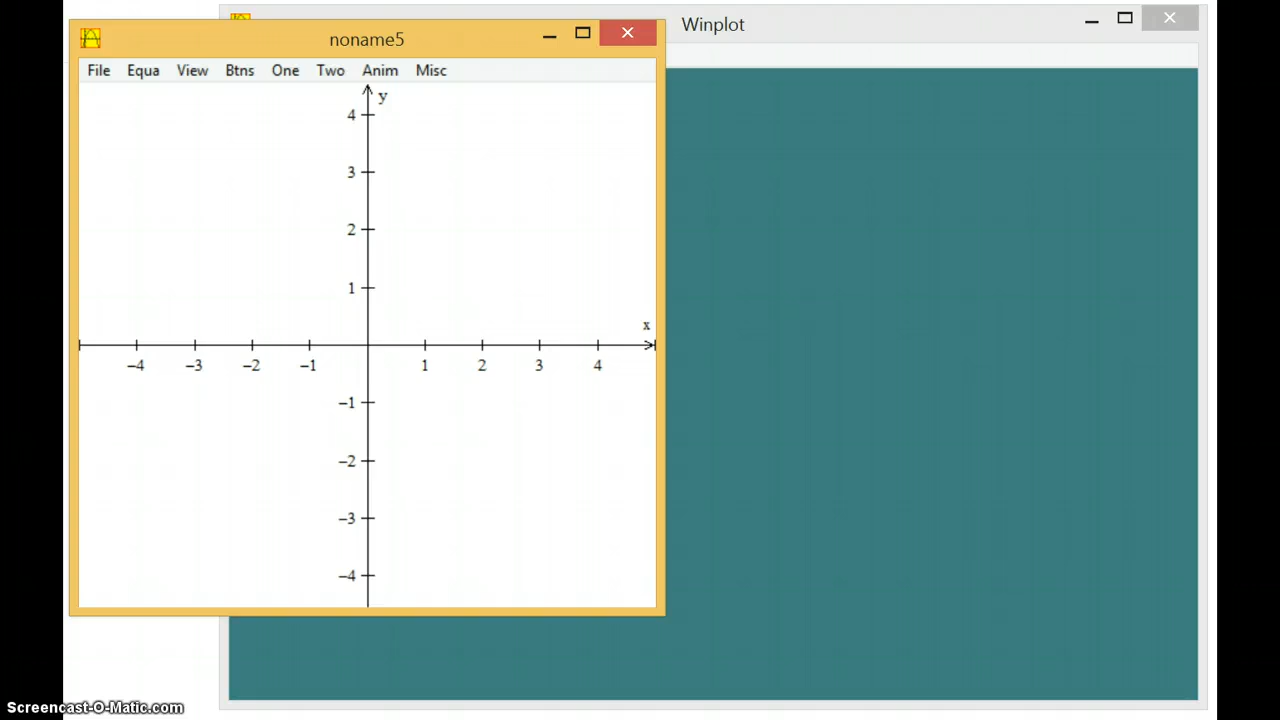 Winplot
noname5
File Equa View Btns One Two Anim Misc
y
4
3
2
1
x
−4 −3 −2 −1 1 2 3 4
−1
−2
−3
−4
Screencast-O-Matic.com